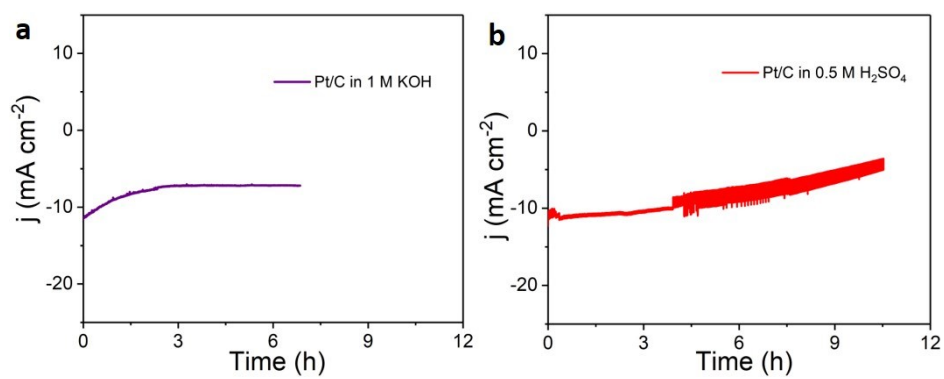 a
Pt/C in 1 M KOH
j (mA cm⁻²)
10
0
-10
-20
0
3
6
9
12
Time (h)
b
Pt/C in 0.5 M H₂SO₄
j (mA cm⁻²)
10
0
-10
-20
0
3
6
9
12
Time (h)